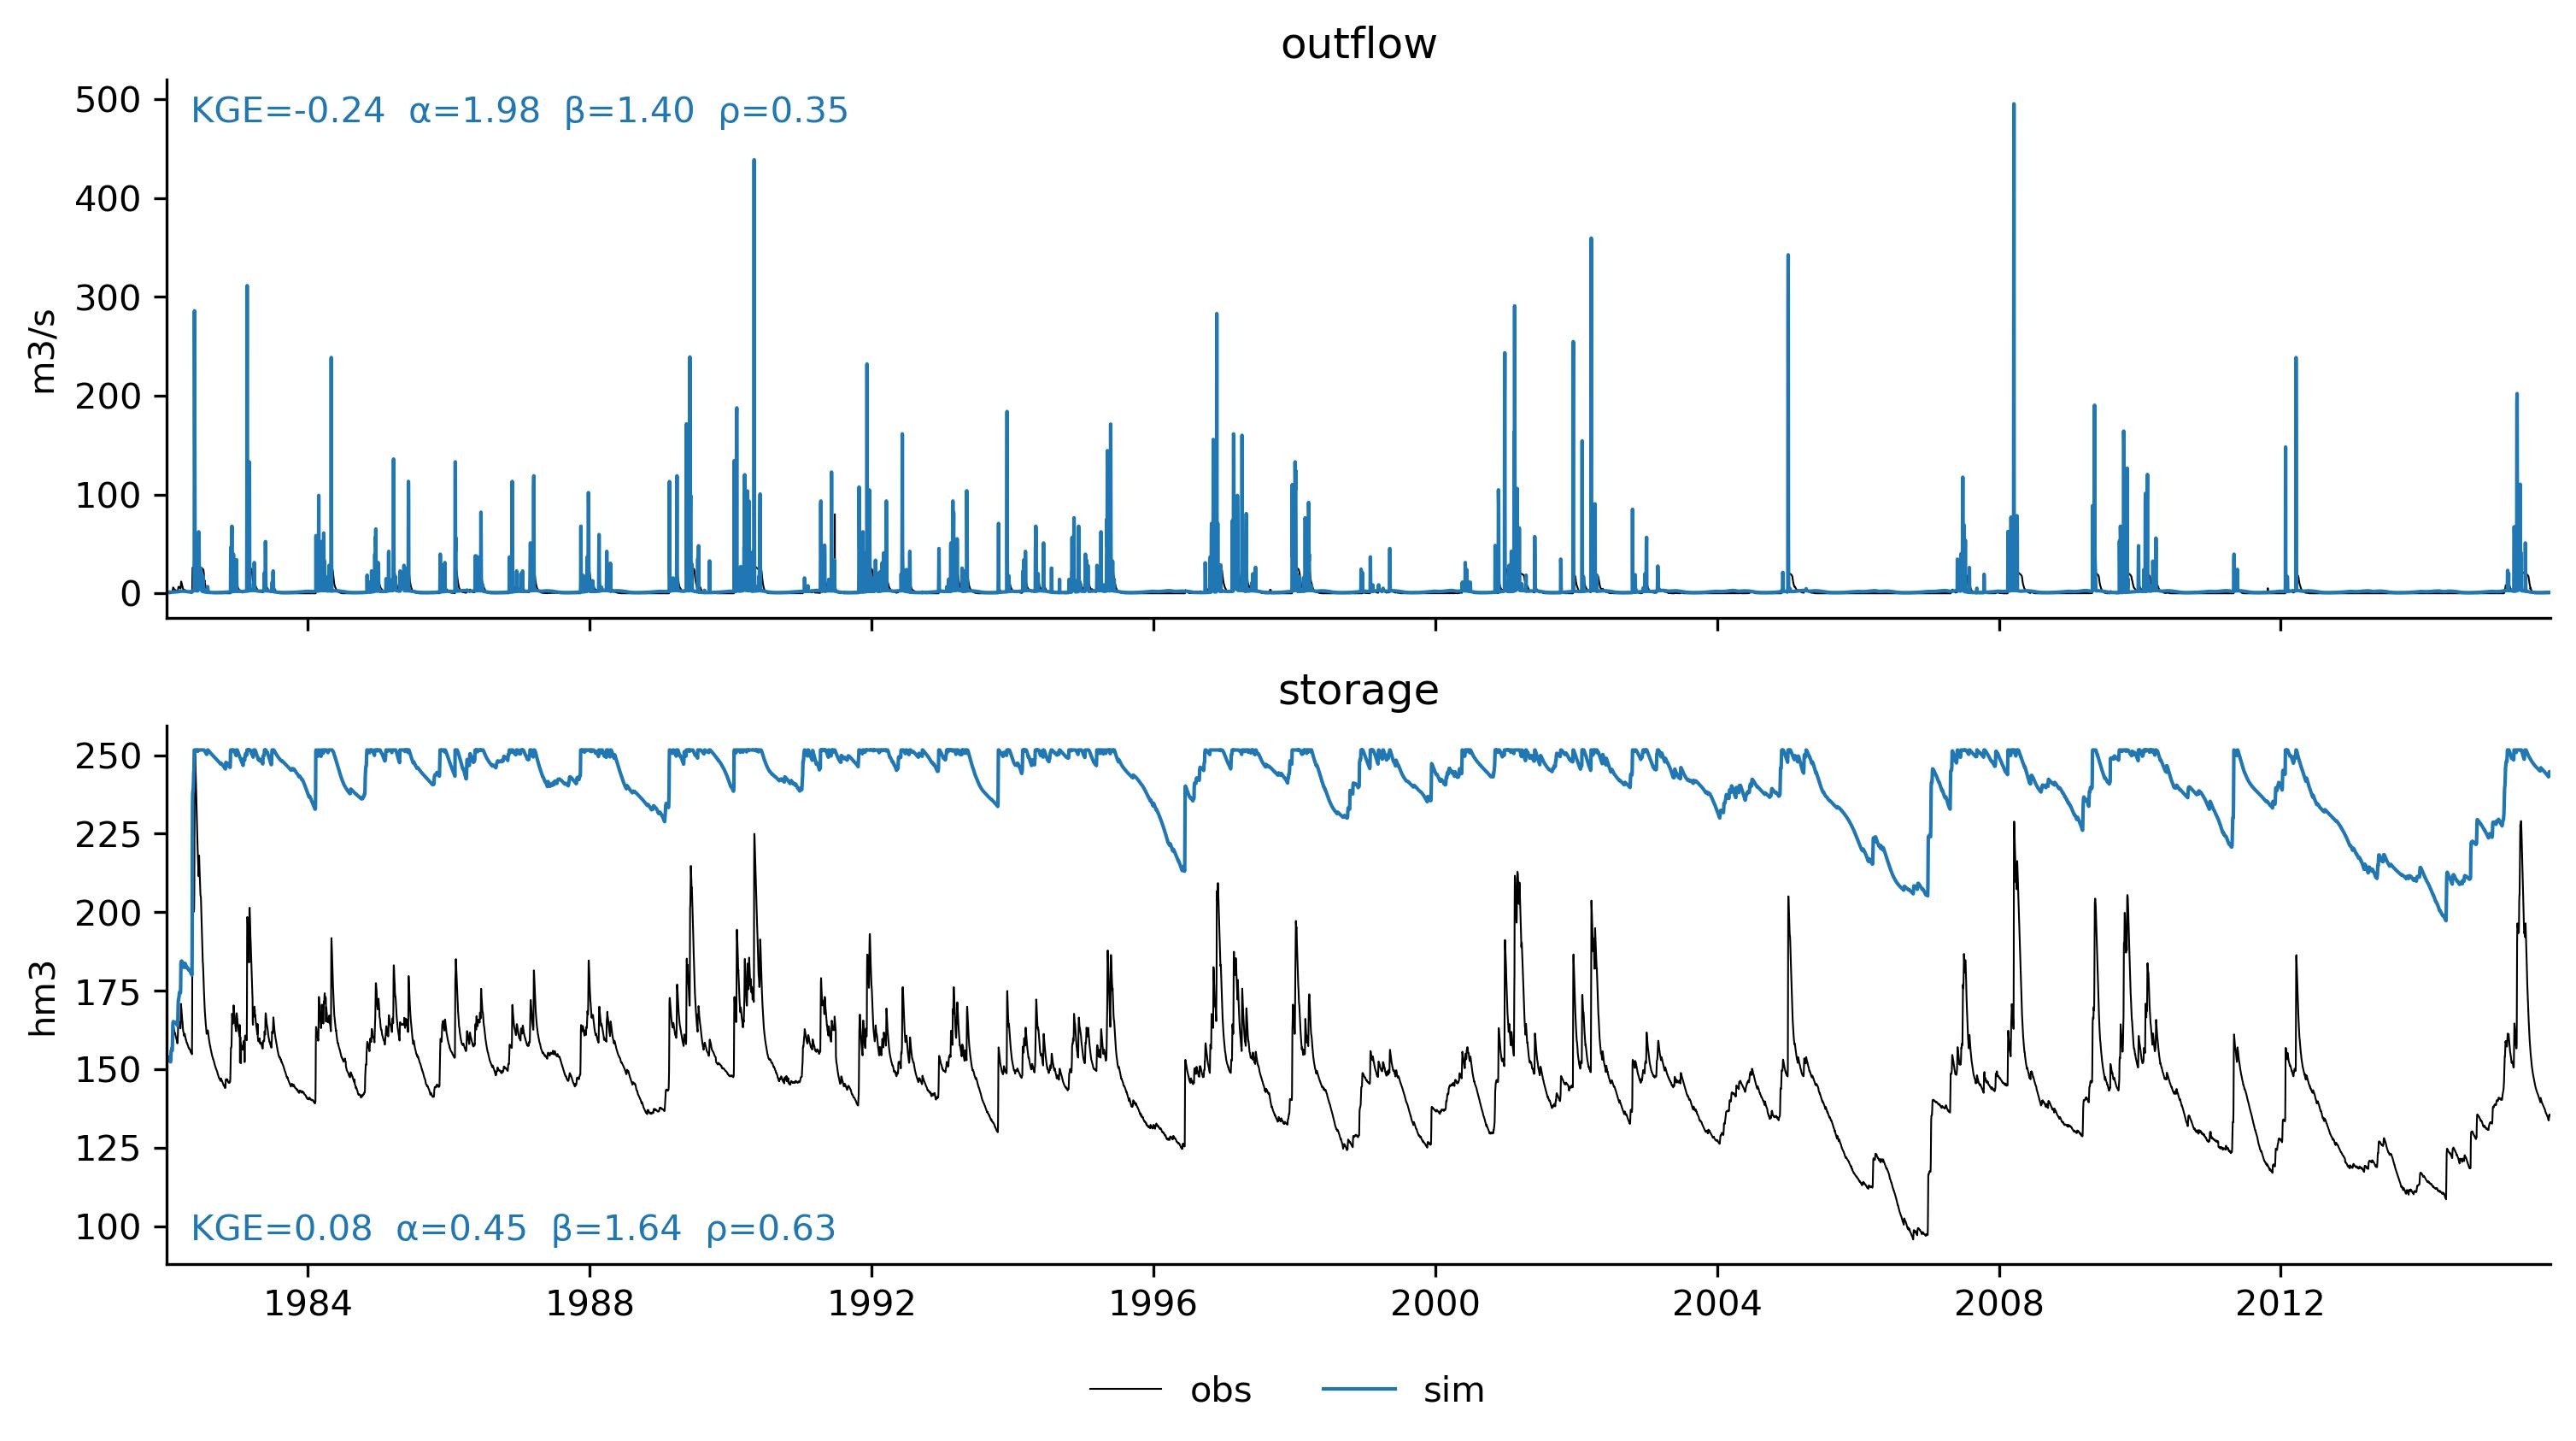 outflow
500
400
300
200
100
0
m3/s
KGE=-0.24 α=1.98 β=1.40 ρ=0.35
storage
250
225
200
175
150
125
100
hm3
KGE=0.08 α=0.45 β=1.64 ρ=0.63
1984 1988 1992 1996 2000 2004 2008 2012
obs sim